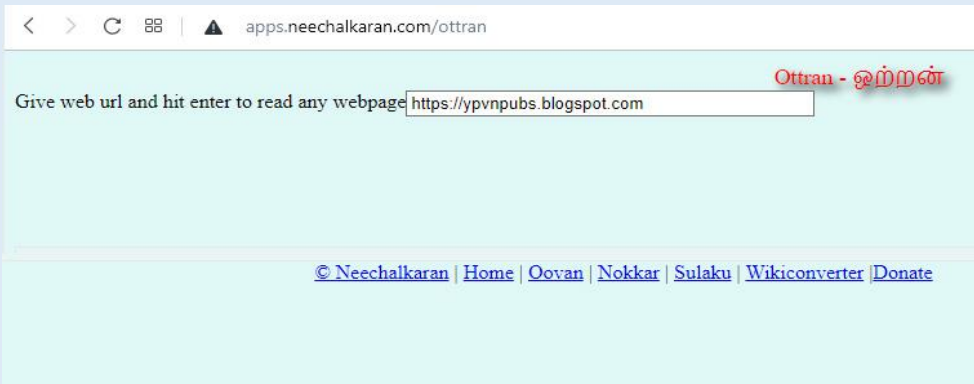 apps.neechalkaran.com/ottran
Ottran - ஒற்றன்
Give web url and hit enter to read any webpage https://ypvnpubs.blogspot.com
© Neechalkaran | Home | Oovan | Nokkar | Sulaku | Wikiconverter |Donate